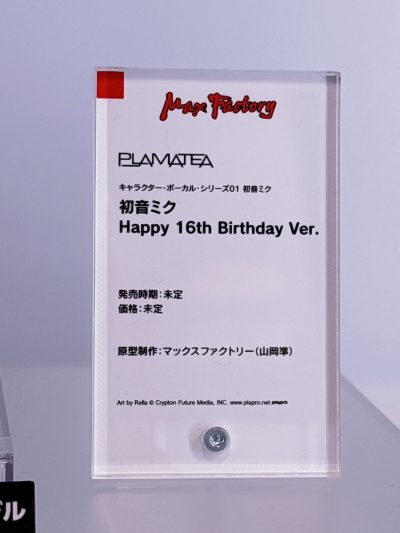 Max Factory
PLAMATEA
キャラクター・ボーカル・シリーズ01 初音ミク
初音ミク
Happy 16th Birthday Ver.
発売時期:未定
価格:未定
原型制作:マックスファクトリー(山岡準)
Art by Rella © Crypton Future Media, INC. www.piapro.net piapro
デル